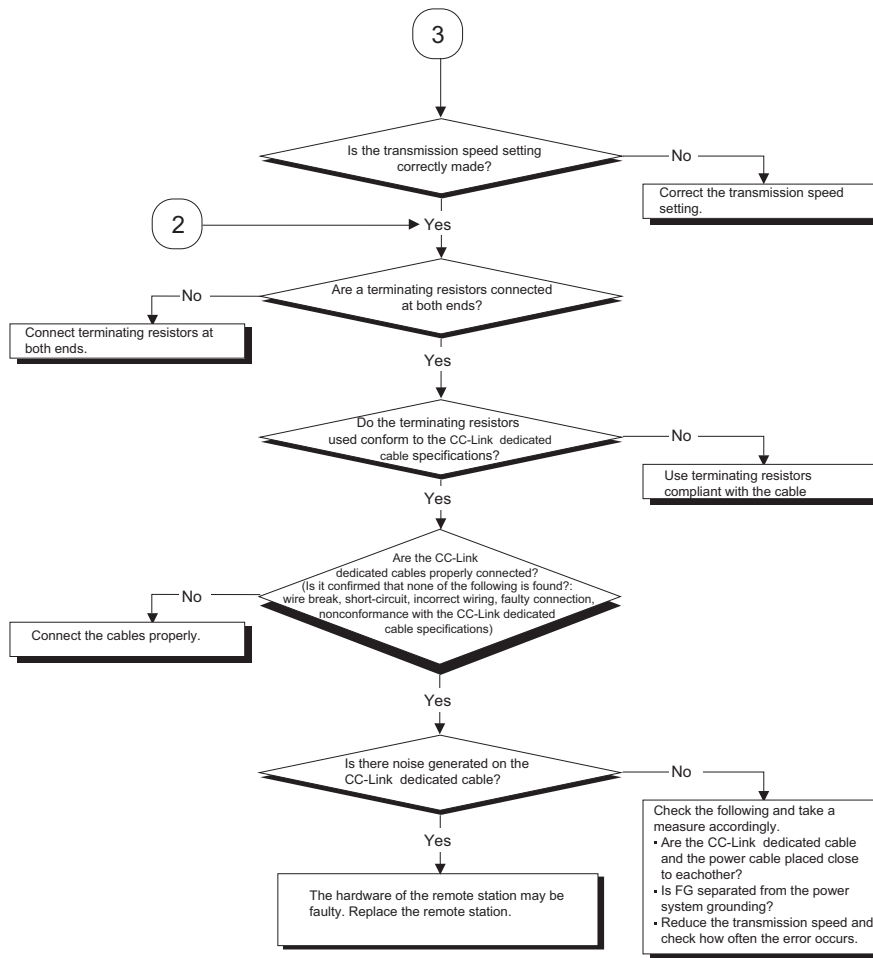 3
Is the transmission speed setting
correctly made?
No
Correct the transmission speed
setting.
2
Yes
Are a terminating resistors connected
at both ends?
No
Connect terminating resistors at
both ends.
Yes
Do the terminating resistors
used conform to the CC-Link dedicated
cable specifications?
No
Use terminating resistors
compliant with the cable
Yes
Are the CC-Link
dedicated cables properly connected?
(Is it confirmed that none of the following is found?:
wire break, short-circuit, incorrect wiring, faulty connection,
nonconformance with the CC-Link dedicated
cable specifications)
No
Connect the cables properly.
Yes
Is there noise generated on the
CC-Link dedicated cable?
No
Check the following and take a
measure accordingly.
▪ Are the CC-Link dedicated cable
and the power cable placed close
to eachother?
▪ Is FG separated from the power
system grounding?
▪ Reduce the transmission speed and
check how often the error occurs.
Yes
The hardware of the remote station may be
faulty. Replace the remote station.